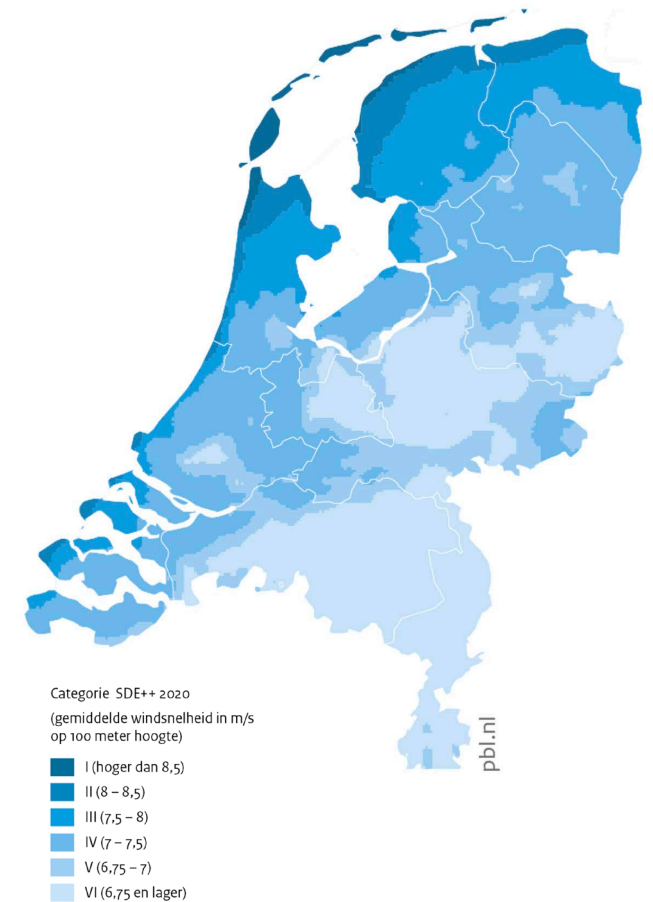 Categorie SDE++ 2020
(gemiddelde windsnelheid in m/s
op 100 meter hoogte)
I (hoger dan 8,5)
II (8 – 8,5)
III (7,5 – 8)
IV (7 – 7,5)
V (6,75 – 7)
VI (6,75 en lager)
pbl.nl